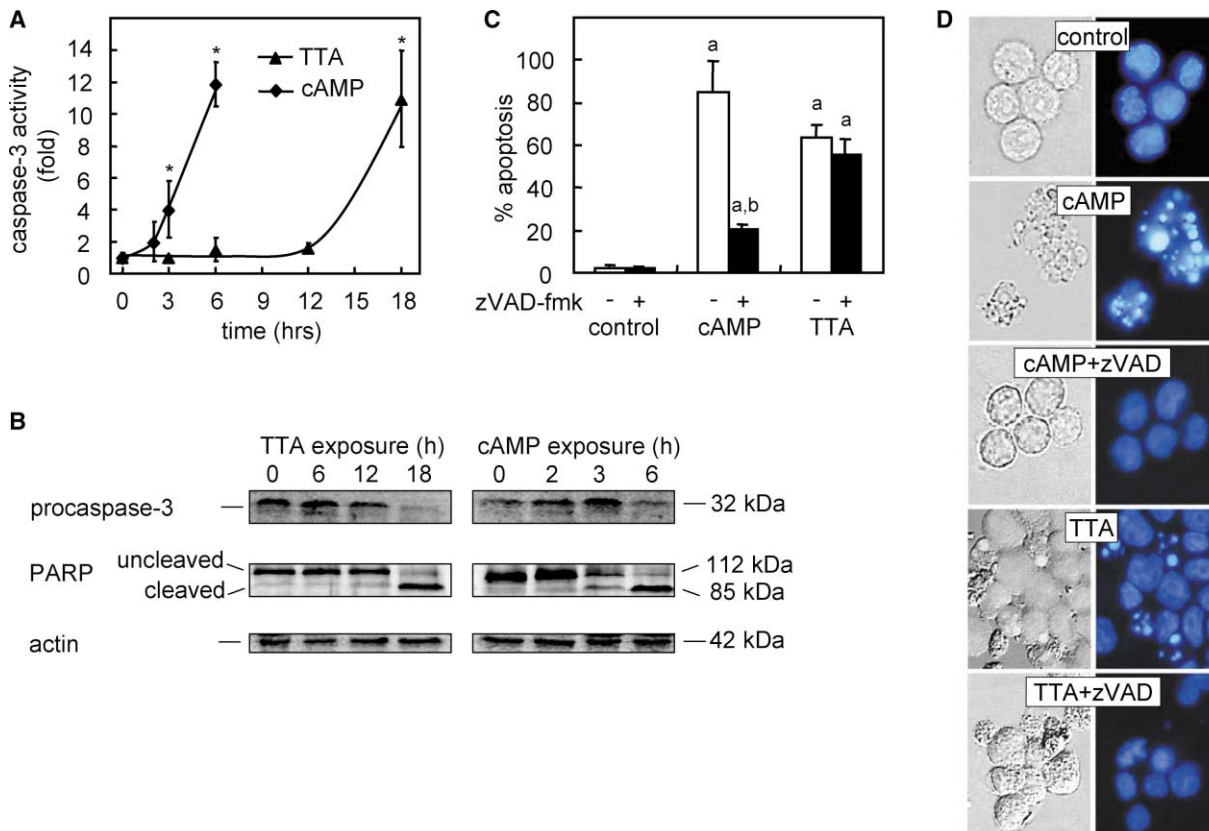 A
caspase-3 activity
(fold)
14
12
10
8
6
4
2
0
* * *
TTA
cAMP
0 3 6 9 12 15 18
time (hrs)
B
TTA exposure (h)
0 6 12 18
cAMP exposure (h)
0 2 3 6
procaspase-3
32 kDa
PARP
uncleaved
cleaved
112 kDa
85 kDa
actin
42 kDa
C
% apoptosis
100
80
60
40
20
0
a a a
a,b
zVAD-fmk - + - + - +
control cAMP TTA
D
control
cAMP
cAMP+zVAD
TTA
TTA+zVAD